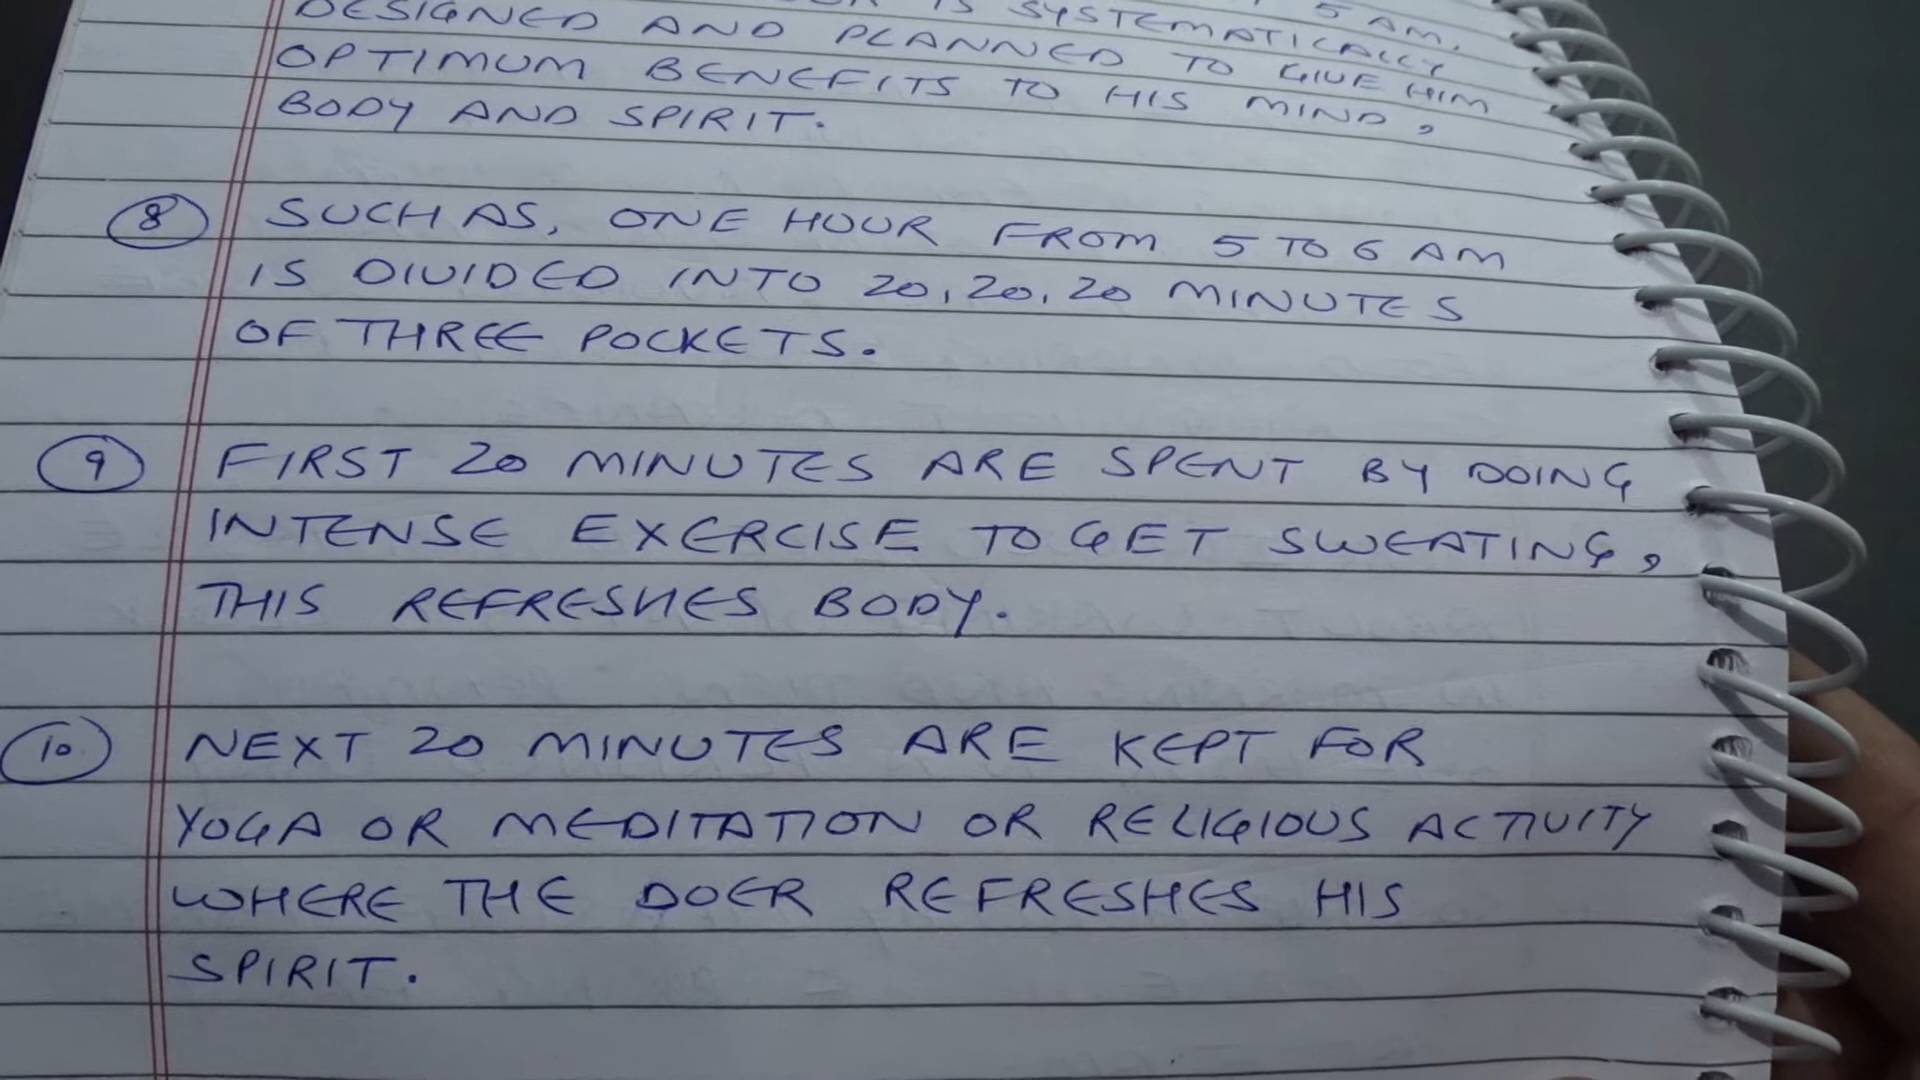 IS SYSTEMATICALLY
5 AM.
DESIGNED AND PLANNED TO GIVE HIM
OPTIMUM BENEFITS TO HIS MIND,
BODY AND SPIRIT.
8 SUCH AS, ONE HOUR FROM 5 TO 6 AM
IS DIVIDED INTO 20, 20, 20 MINUTES
OF THREE POCKETS.
9 FIRST 20 MINUTES ARE SPENT BY DOING
INTENSE EXERCISE TO GET SWEATING,
THIS REFRESHES BODY.
10 NEXT 20 MINUTES ARE KEPT FOR
YOGA OR MEDITATION OR RELIGIOUS ACTIVITY
WHERE THE DOER REFRESHES HIS
SPIRIT.